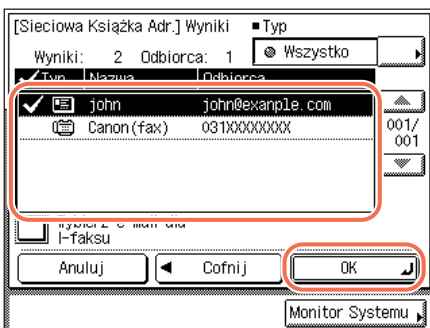 [Sieciowa Książka Adr.] Wyniki ■Typ
Wyniki: 2 Odbiorca: 1 Wszystko
Typ Nazwa Odbiorca
john john@exanple.com
Canon(fax) 031XXXXXXX
001/
001
I-faksu
Anuluj ◀ Cofnij OK
Monitor Systemu